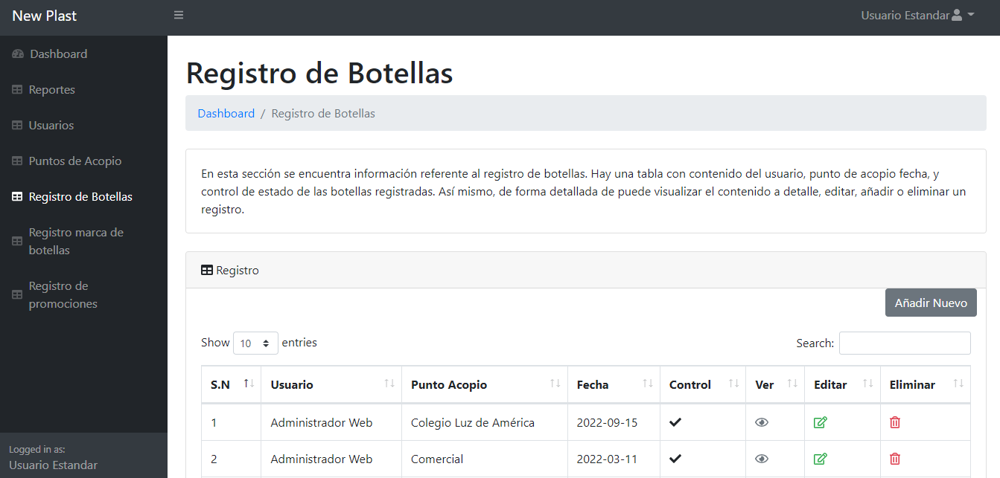 New Plast
Usuario Estandar
Dashboard
Reportes
Usuarios
Puntos de Acopio
Registro de Botellas
Registro marca de
botellas
Registro de
promociones
Logged in as:
Usuario Estandar
Registro de Botellas
Dashboard / Registro de Botellas
En esta sección se encuentra información referente al registro de botellas. Hay una tabla con contenido del usuario, punto de acopio fecha, y
control de estado de las botellas registradas. Así mismo, de forma detallada de puede visualizar el contenido a detalle, editar, añadir o eliminar un
registro.
Registro
Añadir Nuevo
Show 10 entries
Search:
S.N Usuario Punto Acopio Fecha Control Ver Editar Eliminar
1 Administrador Web Colegio Luz de América 2022-09-15
2 Administrador Web Comercial 2022-03-11